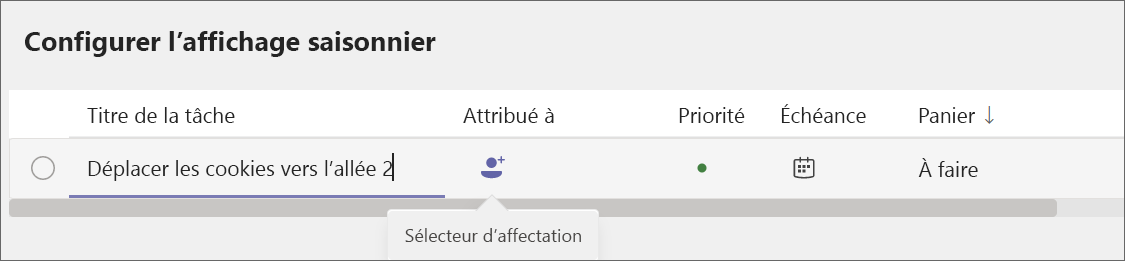 Configurer l’affichage saisonnier
Titre de la tâche Attribué à Priorité Échéance Panier ↓
Déplacer les cookies vers l’allée 2 À faire
Sélecteur d’affectation